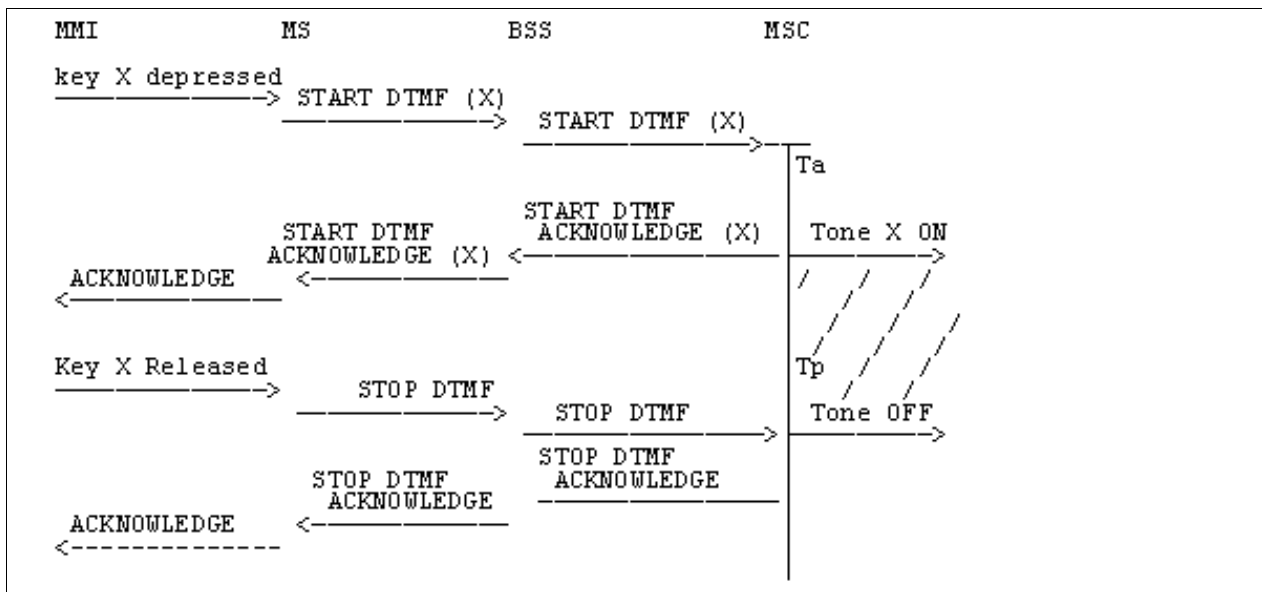 MMI MS BSS MSC
key X depressed
START DTMF (X)
START DTMF (X)
Ta
START DTMF
START DTMF ACKNOWLEDGE (X) Tone X ON
ACKNOWLEDGE (X)
ACKNOWLEDGE
Key X Released Tp
STOP DTMF
STOP DTMF Tone OFF
STOP DTMF
STOP DTMF ACKNOWLEDGE
ACKNOWLEDGE
ACKNOWLEDGE